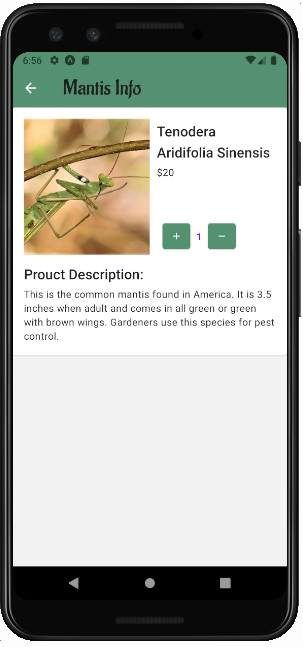 6:56
Mantis Info
Tenodera
Aridifolia Sinensis
$20
+ 1 −
Prouct Description:
This is the common mantis found in America. It is 3.5
inches when adult and comes in all green or green
with brown wings. Gardeners use this species for pest
control.